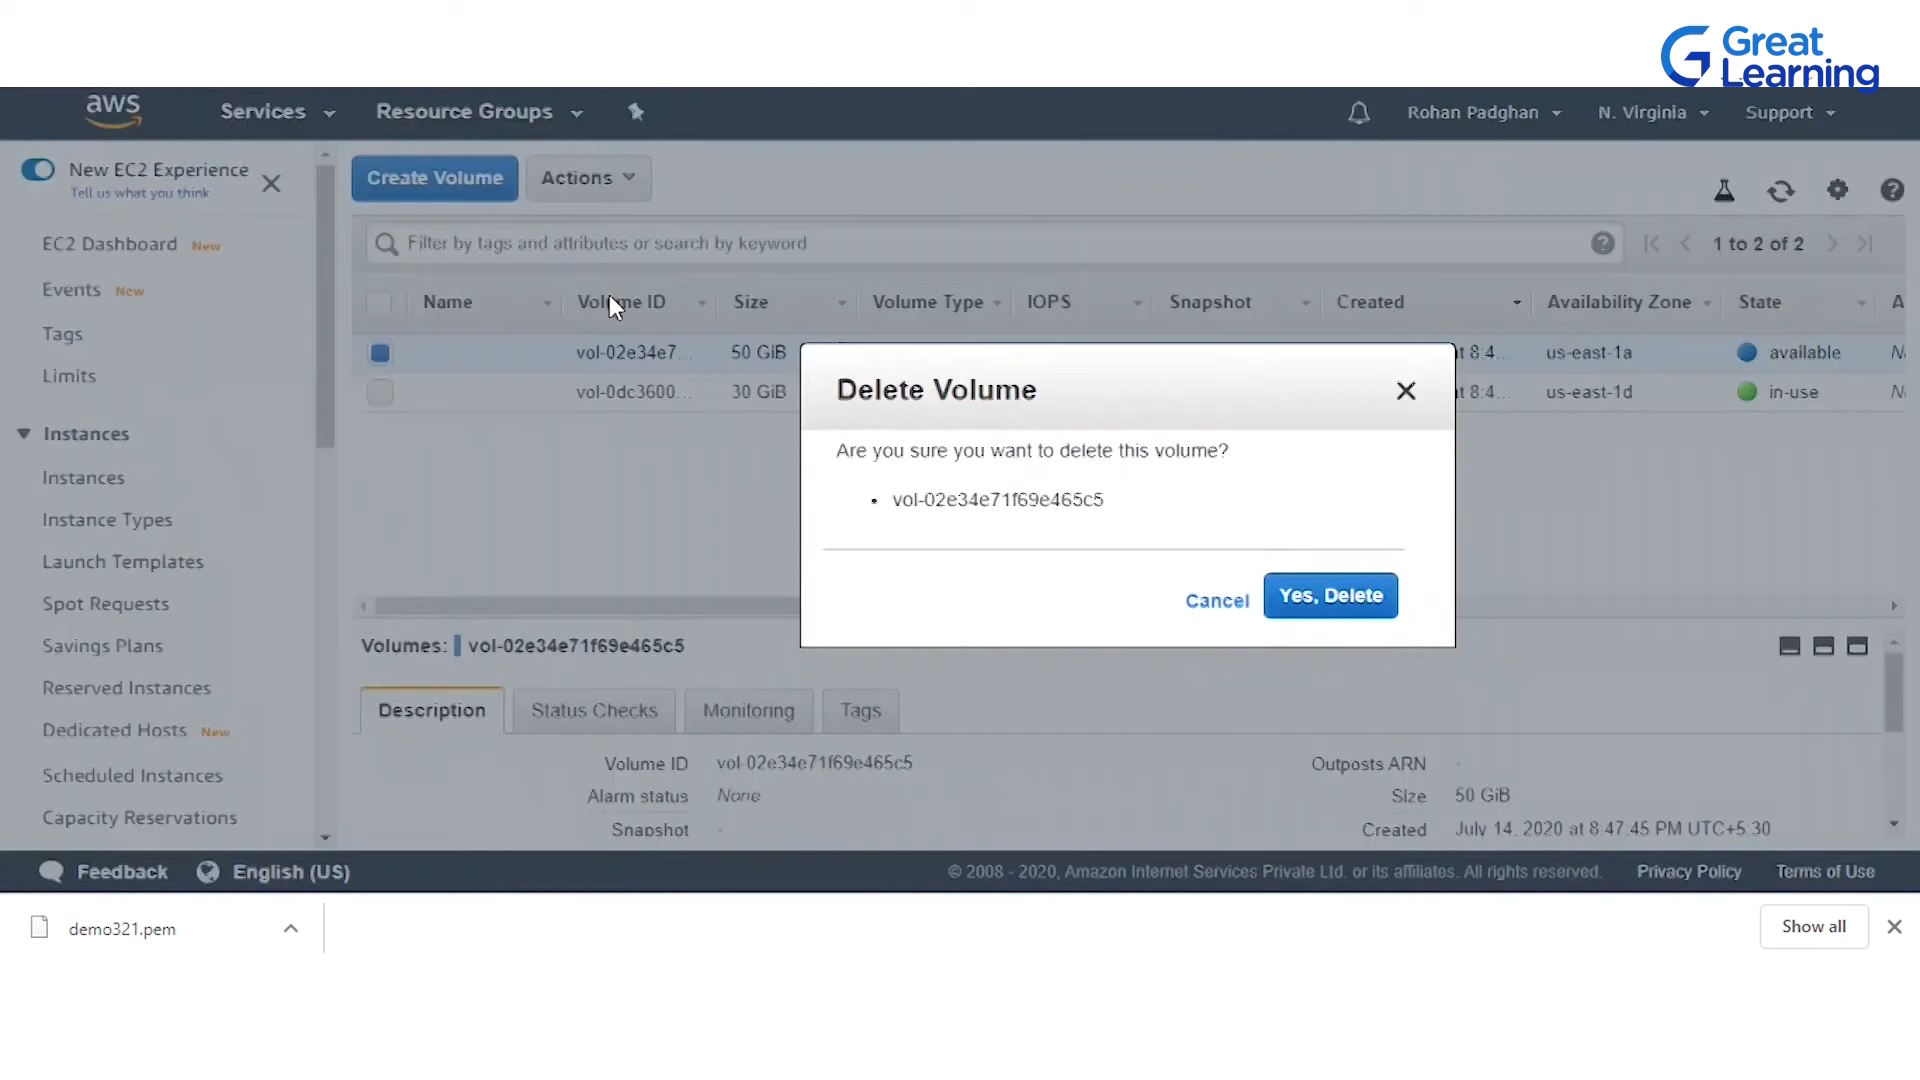 Great
Learning
aws Services Resource Groups Rohan Padghan N. Virginia Support
New EC2 Experience
Tell us what you think
EC2 Dashboard New
Events New
Tags
Limits
Instances
Instances
Instance Types
Launch Templates
Spot Requests
Savings Plans
Reserved Instances
Dedicated Hosts New
Scheduled Instances
Capacity Reservations
Create Volume Actions
Filter by tags and attributes or search by keyword 1 to 2 of 2
Name Volume ID Size Volume Type IOPS Snapshot Created Availability Zone State A
vol-02e34e7... 50 GiB t 8:4... us-east-1a available
vol-0dc3600... 30 GiB t 8:4... us-east-1d in-use
Delete Volume
Are you sure you want to delete this volume?
• vol-02e34e71f69e465c5
Cancel Yes, Delete
Volumes: vol-02e34e71f69e465c5
Description Status Checks Monitoring Tags
Volume ID vol-02e34e71f69e465c5 Outposts ARN -
Alarm status None Size 50 GiB
Snapshot - Created July 14, 2020 at 8:47:45 PM UTC+5:30
Feedback English (US) © 2008 - 2020, Amazon Internet Services Private Ltd. or its affiliates. All rights reserved. Privacy Policy Terms of Use
demo321.pem Show all